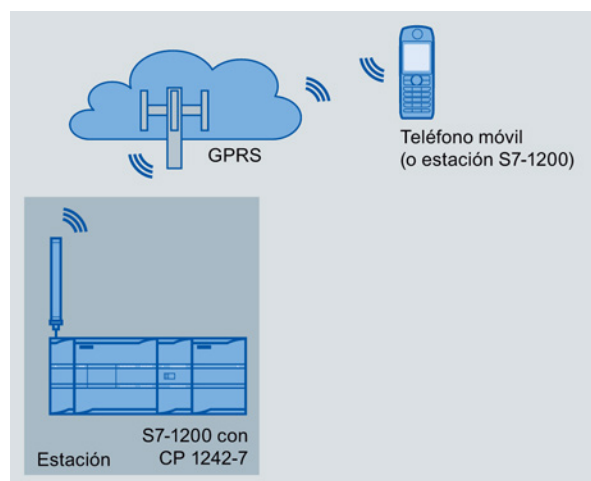 GPRS
Teléfono móvil
(o estación S7-1200)
S7-1200 con
Estación CP 1242-7